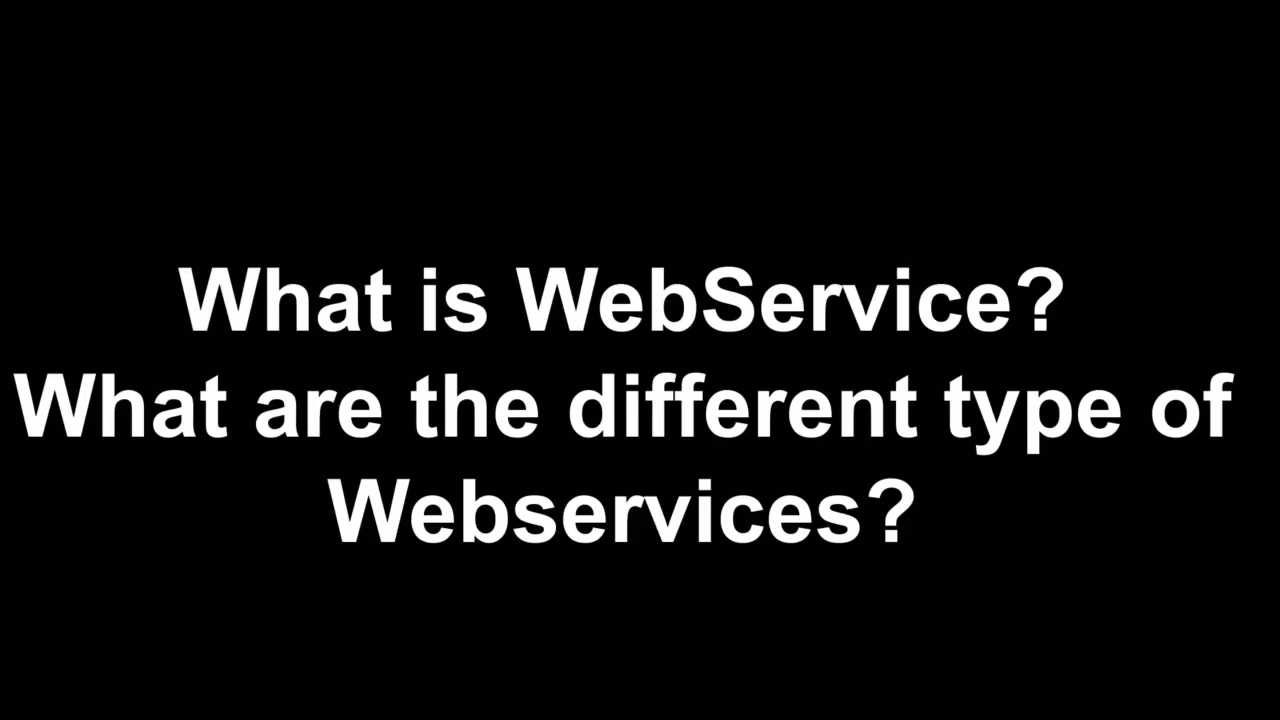 What is WebService?
What are the different type of
Webservices?